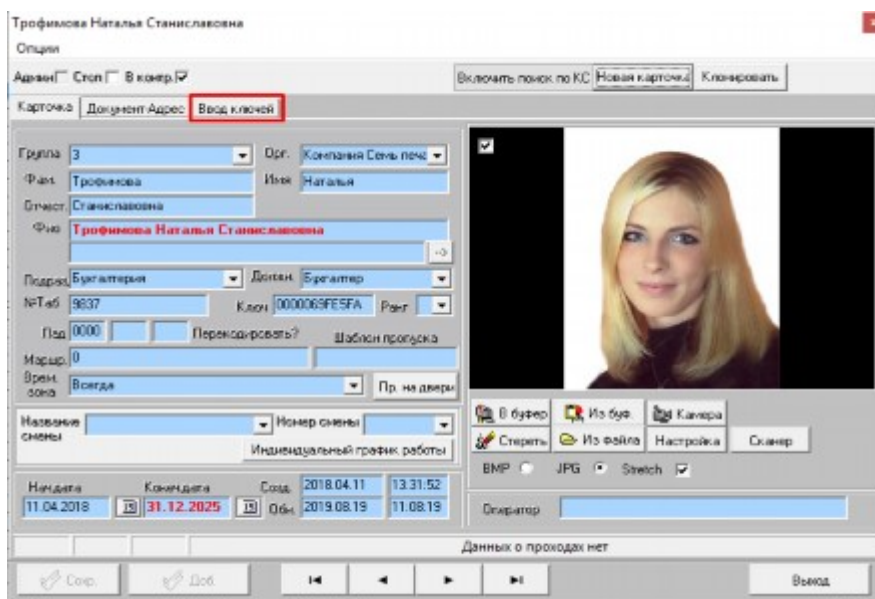 Трофимова Наталья Станиславовна
Опции
Админ Стоп В контр. Включить поиск по КС Новая карточка Клонировать
Карточка Документ-Адрес Ввод ключей
Группа 3 Орг. Компания Семь печа
Фам. Трофимова Имя Наталья
Отчест. Станиславовна
Фио Трофимова Наталья Станиславовна
->
Подраз. Бухгалтерия Должн. Бухгалтер
№Таб 9837 Ключ 0000069FE5FA Ранг
Пад 0000 Перекодировать? Шаблон пропуска
Маршр. 0
Врем. зона Всегда Пр. на двери
В буфер Из буф. Камера
Название смены Номер смены
Стереть Из файла Настройка Сканер
Индивидуальный график работы
BMP JPG Stretch
Нач.дата Конеч.дата Созд. 2018.04.11 13:31:52
11.04.2018 15 31.12.2025 15 Обн. 2019.08.19 11:08:19
Оператор
Данных о проходах нет
Сохр. Доб. Выход